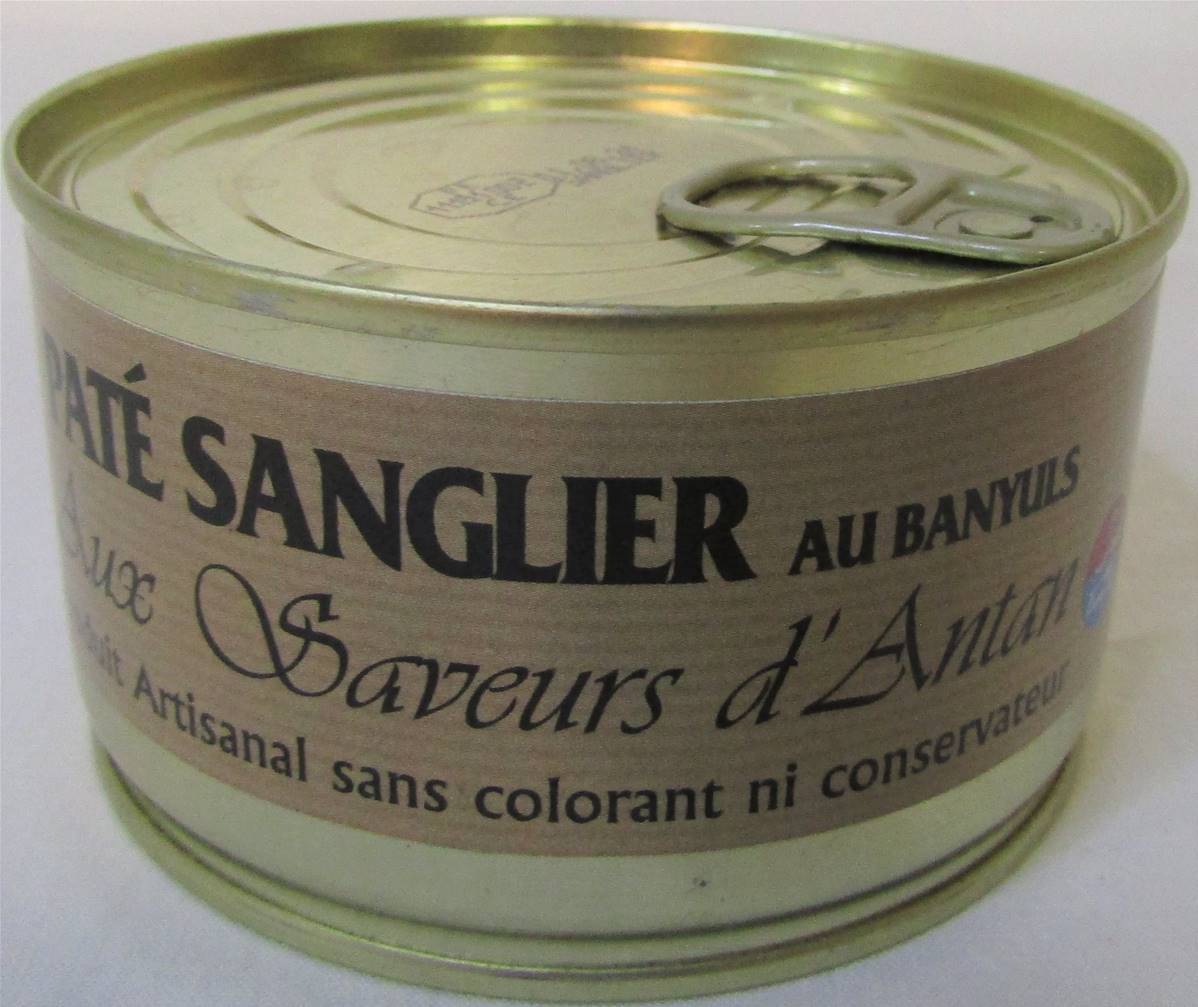 PATÉ SANGLIER AU BANYULS
Aux Saveurs d'Antan
Artisanal sans colorant ni conservateur